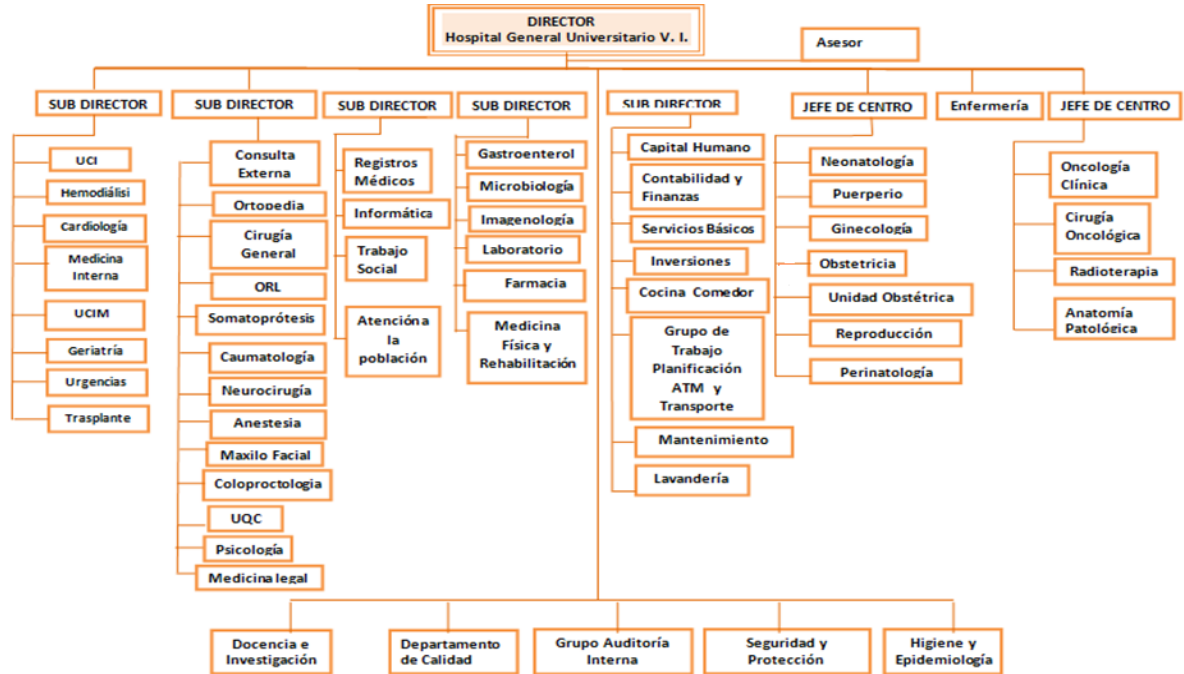 DIRECTOR
Hospital General Universitario V. I.
Asesor
SUB DIRECTOR
SUB DIRECTOR
SUB DIRECTOR
SUB DIRECTOR
SUB DIRECTOR
JEFE DE CENTRO
Enfermería
JEFE DE CENTRO
UCI
Hemodiálisi
Cardiología
Medicina
Interna
UCIM
Geriatría
Urgencias
Trasplante
Consulta
Externa
Ortopedia
Cirugía
General
ORL
Somatoprótesis
Caumatología
Neurocirugía
Anestesia
Maxilo Facial
Coloproctologia
UQC
Psicología
Medicina legal
Registros
Médicos
Informática
Trabajo
Social
Atencióna
la
población
Gastroenterol
Microbiología
Imagenología
Laboratorio
Farmacia
Medicina
Física y
Rehabilitación
Capital Humano
Contabilidad y
Finanzas
Servicios Básicos
Inversiones
Cocina Comedor
Grupo de
Trabajo
Planificación
ATM y
Transporte
Mantenimiento
Lavandería
Neonatología
Puerperio
Ginecología
Obstetricia
Unidad Obstétrica
Reproducción
Perinatología
Oncología
Clínica
Cirugía
Oncológica
Radioterapia
Anatomía
Patológica
Docencia e
Investigación
Departamento
de Calidad
Grupo Auditoría
Interna
Seguridad y
Protección
Higiene y
Epidemiología